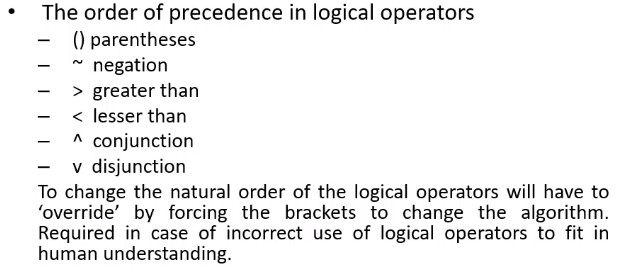 • The order of precedence in logical operators
– () parentheses
– ~ negation
– > greater than
– < lesser than
– ^ conjunction
– v disjunction
To change the natural order of the logical operators will have to
‘override’ by forcing the brackets to change the algorithm.
Required in case of incorrect use of logical operators to fit in
human understanding.